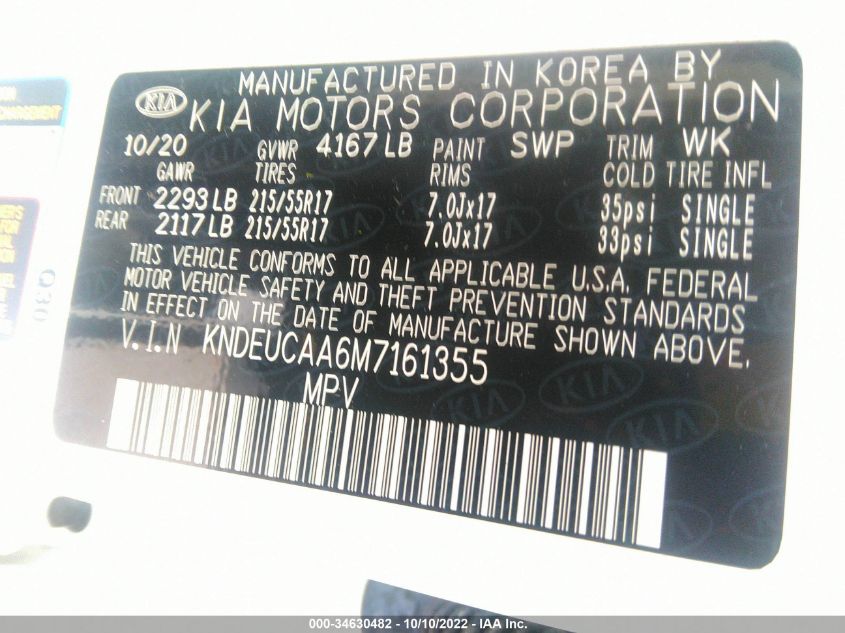 MANUFACTURED IN KOREA BY
KIA KIA MOTORS CORPORATION
10/20 GVWR 4167 LB PAINT SWP TRIM WK
GAWR TIRES RIMS COLD TIRE INFL
FRONT 2293 LB 215/55R17 7.0Jx17 35psi SINGLE
REAR 2117 LB 215/55R17 7.0Jx17 33psi SINGLE
THIS VEHICLE CONFORMS TO ALL APPLICABLE U.S.A. FEDERAL
MOTOR VEHICLE SAFETY AND THEFT PREVENTION STANDARDS
IN EFFECT ON THE DATE OF MANUFACTURE SHOWN ABOVE.
V.I.N KNDEUCAA6M7161355
MPV
Q30
000-34630482 - 10/10/2022 - IAA Inc.